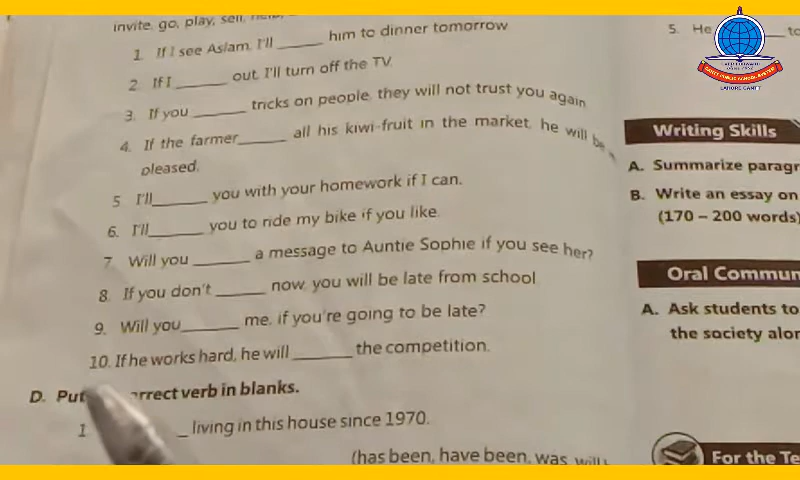 invite, go, play, sell, help,
1. If I see Aslam, I'll ______ him to dinner tomorrow
2. If I ______ out, I'll turn off the TV.
3. If you ______ tricks on people, they will not trust you again
4. If the farmer______ all his kiwi-fruit in the market, he will be
pleased.
5. I'll______ you with your homework if I can.
6. I'll______ you to ride my bike if you like.
7. Will you ______ a message to Auntie Sophie if you see her?
8. If you don't ______ now, you will be late from school
9. Will you______ me, if you're going to be late?
10. If he works hard, he will ______ the competition.
D. Put correct verb in blanks.
1 _ living in this house since 1970.
(has been, have been, was, will
5. He ____ to
Writing Skills
A. Summarize paragr
B. Write an essay on
(170 – 200 words)
Oral Commun
A. Ask students to
the society alor
For the Te
LAHORE CANTT